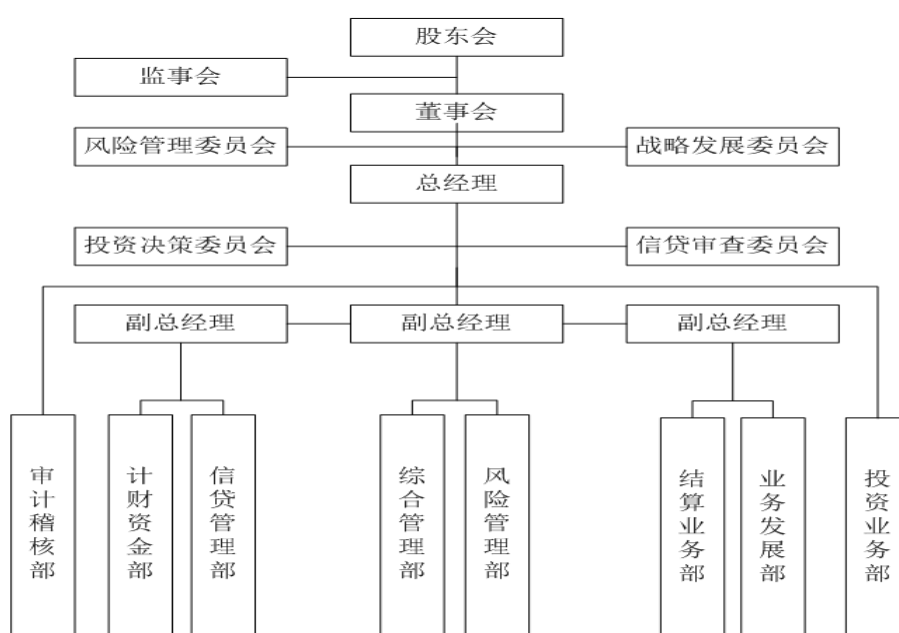 股东会
监事会
董事会
风险管理委员会
战略发展委员会
总经理
投资决策委员会
信贷审查委员会
副总经理
副总经理
副总经理
审计稽核部
计财资金部
信贷管理部
综合管理部
风险管理部
结算业务部
业务发展部
投资业务部